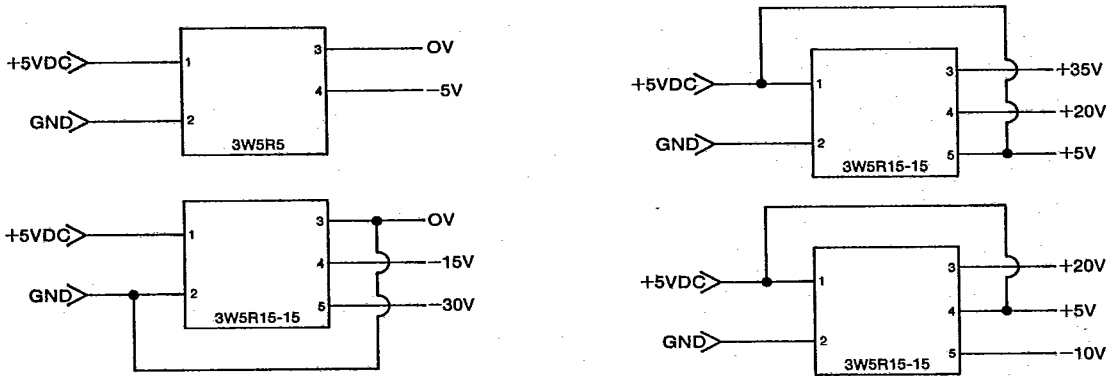 +5VDC
GND
1
2
3
4
0V
-5V
3W5R5
+5VDC
GND
1
2
3
4
5
+35V
+20V
+5V
3W5R15-15
+5VDC
GND
1
2
3
4
5
0V
-15V
-30V
3W5R15-15
+5VDC
GND
1
2
3
4
5
+20V
+5V
-10V
3W5R15-15